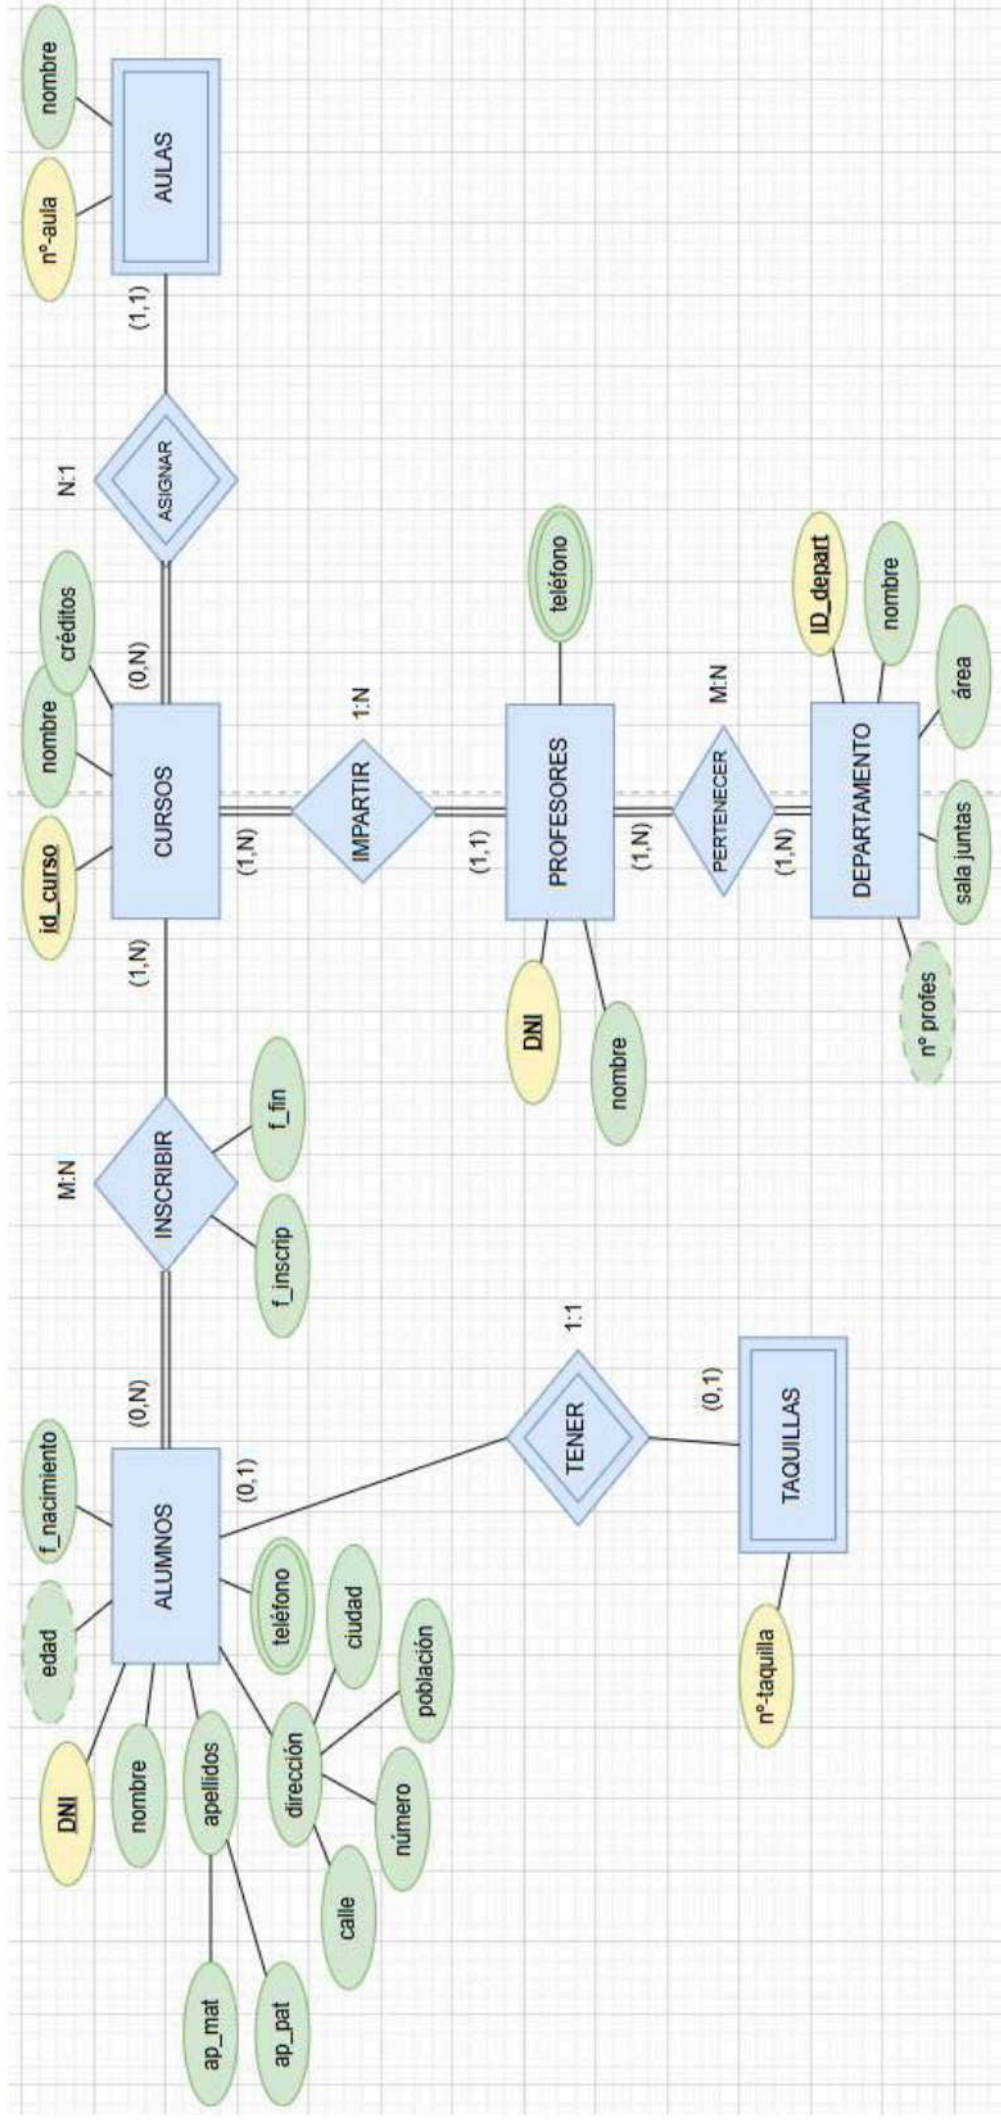 DNI
edad
f_nacimiento
nombre
apellidos
ap_mat
ap_pat
ALUMNOS
dirección
calle
número
población
ciudad
teléfono
(0,N)
(0,1)
M:N
INSCRIBIR
f_inscrip
f_fin
(1,N)
id_curso
nombre
créditos
CURSOS
(0,N)
N:1
ASIGNAR
(1,1)
nº-aula
nombre
AULAS
(1,N)
IMPARTIR
1:N
(1,1)
DNI
nombre
PROFESORES
teléfono
(1,N)
PERTENECER
M:N
(1,N)
DEPARTAMENTO
ID_depart
nombre
área
sala juntas
nº profes
TENER
1:1
(0,1)
TAQUILLAS
nº-taquilla